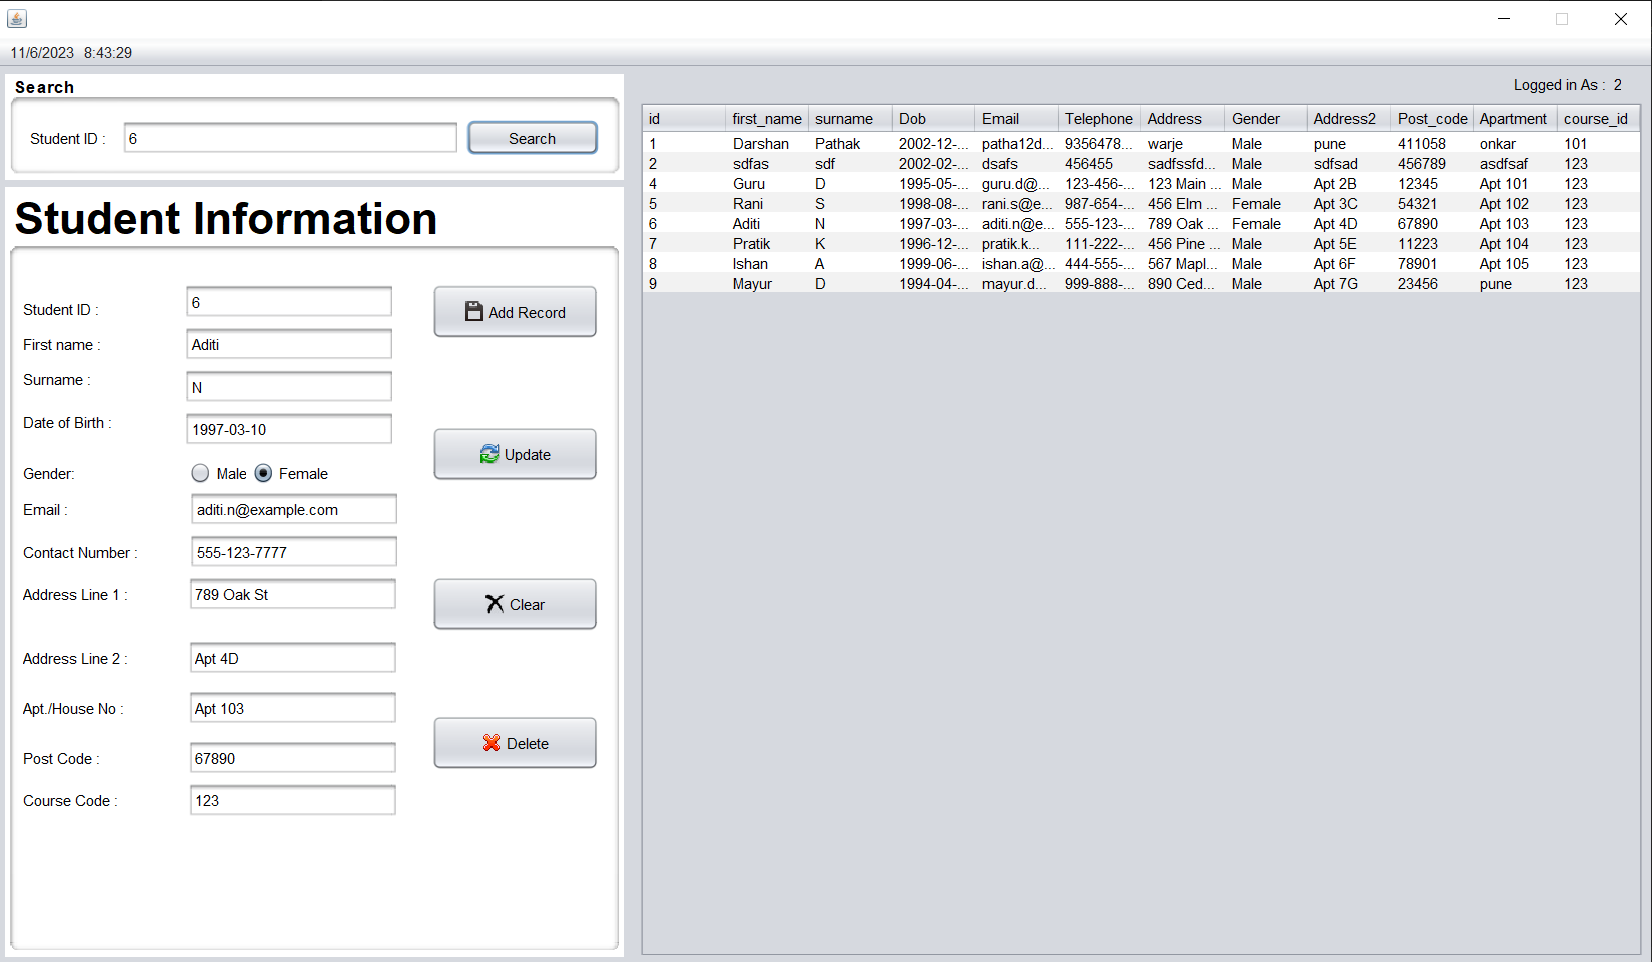 11/6/2023 8:43:29
Search
Student ID : 6 Search
Student Information
Student ID : 6 Add Record
First name : Aditi
Surname : N
Date of Birth : 1997-03-10
Update
Gender: Male Female
Email : aditi.n@example.com
Contact Number : 555-123-7777
Address Line 1 : 789 Oak St
Clear
Address Line 2 : Apt 4D
Apt./House No : Apt 103
Delete
Post Code : 67890
Course Code : 123
Logged in As : 2
id first_name surname Dob Email Telephone Address Gender Address2 Post_code Apartment course_id
1 Darshan Pathak 2002-12-... patha12d... 9356478... warje Male pune 411058 onkar 101
2 sdfas sdf 2002-02-... dsafs 456455 sadfssfd... Male sdfsad 456789 asdfsaf 123
4 Guru D 1995-05-... guru.d@... 123-456-... 123 Main ... Male Apt 2B 12345 Apt 101 123
5 Rani S 1998-08-... rani.s@e... 987-654-... 456 Elm ... Female Apt 3C 54321 Apt 102 123
6 Aditi N 1997-03-... aditi.n@e... 555-123-... 789 Oak ... Female Apt 4D 67890 Apt 103 123
7 Pratik K 1996-12-... pratik.k... 111-222-... 456 Pine ... Male Apt 5E 11223 Apt 104 123
8 Ishan A 1999-06-... ishan.a@... 444-555-... 567 Mapl... Male Apt 6F 78901 Apt 105 123
9 Mayur D 1994-04-... mayur.d... 999-888-... 890 Ced... Male Apt 7G 23456 pune 123